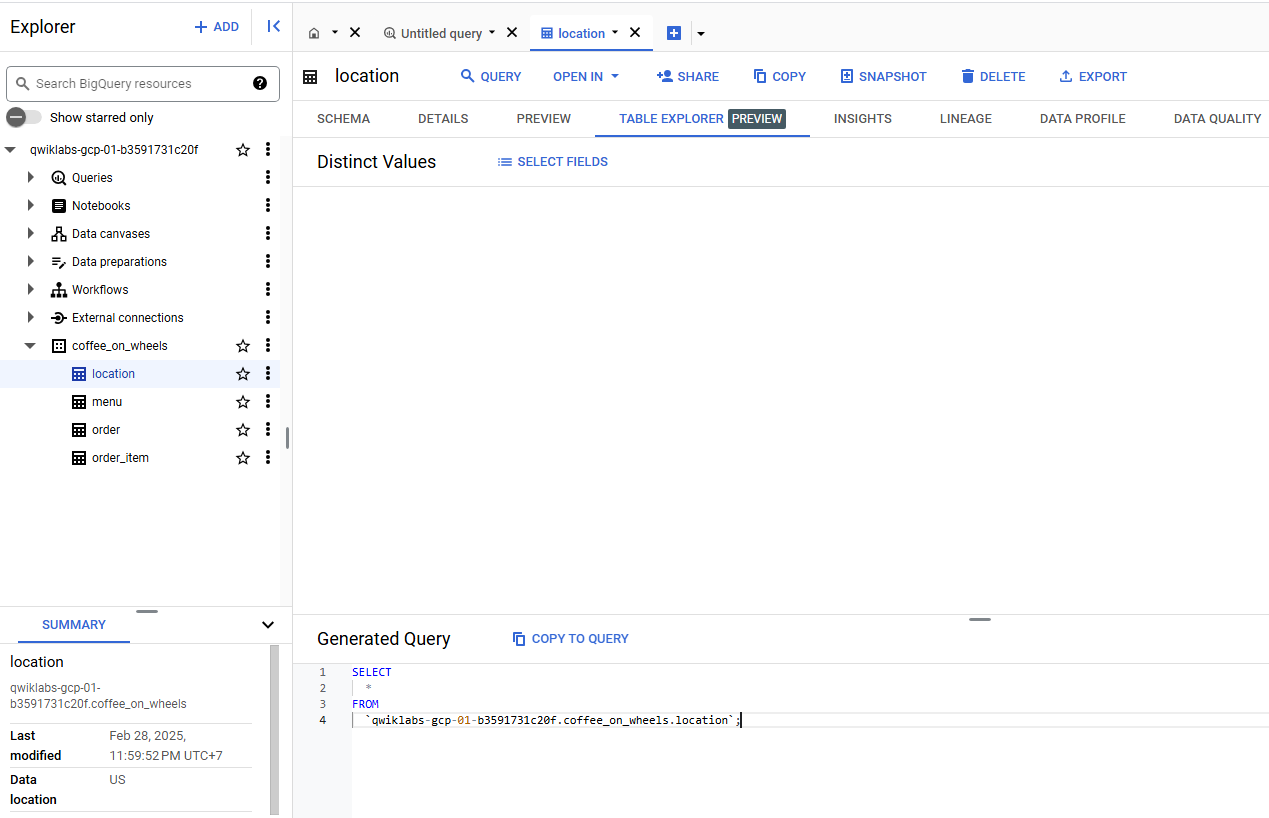 Explorer
ADD
Untitled query
location
Search BigQuery resources
Show starred only
location
QUERY
OPEN IN
SHARE
COPY
SNAPSHOT
DELETE
EXPORT
SCHEMA
DETAILS
PREVIEW
TABLE EXPLORER PREVIEW
INSIGHTS
LINEAGE
DATA PROFILE
DATA QUALITY
qwiklabs-gcp-01-b3591731c20f
Queries
Notebooks
Data canvases
Data preparations
Workflows
External connections
coffee_on_wheels
location
menu
order
order_item
Distinct Values
SELECT FIELDS
SUMMARY
location
qwiklabs-gcp-01-
b3591731c20f.coffee_on_wheels
Last modified
Feb 28, 2025,
11:59:52 PM UTC+7
Data location
US
Generated Query
COPY TO QUERY
1 SELECT
2 *
3 FROM
4 `qwiklabs-gcp-01-b3591731c20f.coffee_on_wheels.location`;